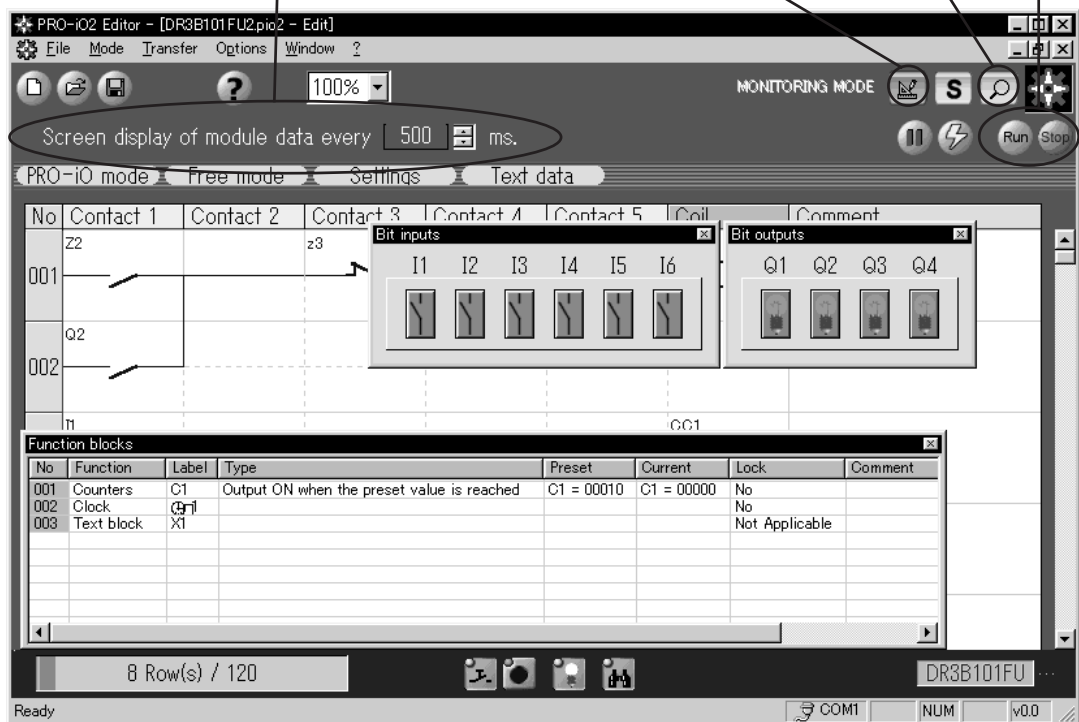 PRO-iO2 Editor - [DR3B101FU2.pio2 - Edit]
File Mode Transfer Options Window ?
100%
MONITORING MODE
S
Screen display of module data every 500 ms.
Run Stop
PRO-iO mode Free mode Settings Text data
No Contact 1 Contact 2 Contact 3 Contact 4 Contact 5 Coil Comment
Z2 z3
001
Q2
002
I1 CC1
Bit inputs
I1 I2 I3 I4 I5 I6
Bit outputs
Q1 Q2 Q3 Q4
Function blocks
No Function Label Type Preset Current Lock Comment
001 Counters C1 Output ON when the preset value is reached C1 = 00010 C1 = 00000 No
002 Clock 1 No
003 Text block X1 Not Applicable
8 Row(s) / 120
DR3B101FU ...
Ready COM1 NUM v0.0